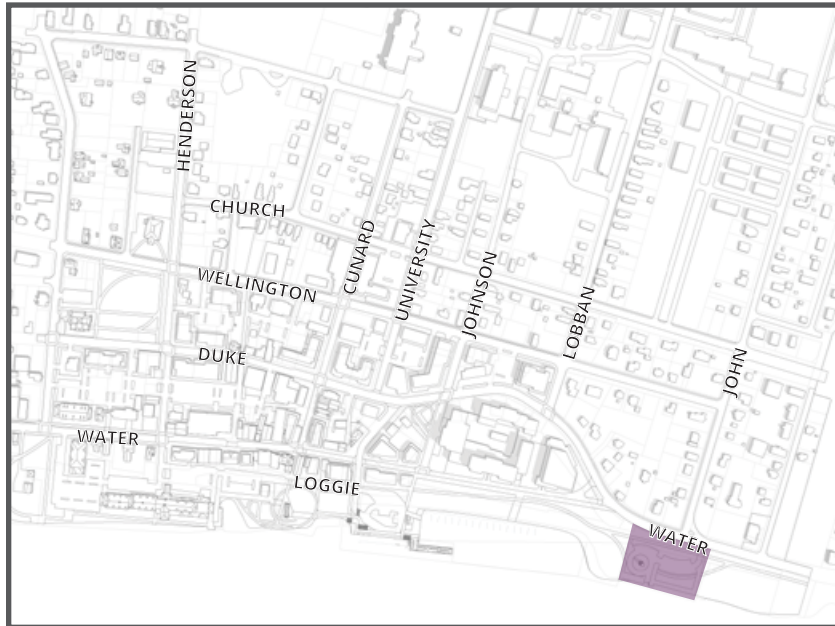 HENDERSON
CHURCH
CUNARD
UNIVERSITY
JOHNSON
WELLINGTON
LOBBAN
DUKE
JOHN
WATER
LOGGIE
WATER